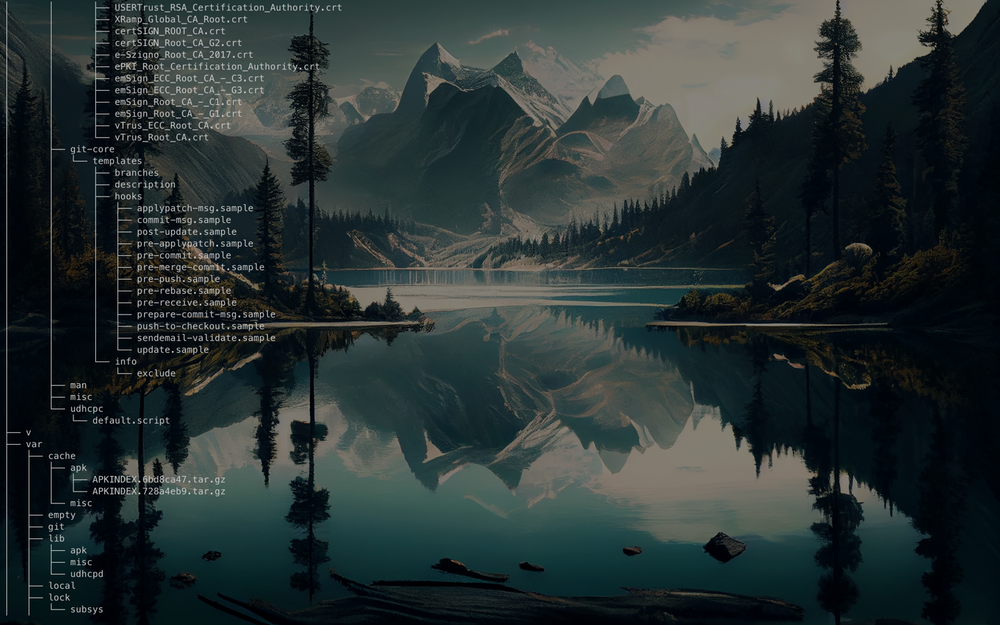 │   │   │   ├── USERTrust_RSA_Certification_Authority.crt
│   │   │   ├── XRamp_Global_CA_Root.crt
│   │   │   ├── certSIGN_ROOT_CA.crt
│   │   │   ├── certSIGN_Root_CA_G2.crt
│   │   │   ├── e-Szigno_Root_CA_2017.crt
│   │   │   ├── ePKI_Root_Certification_Authority.crt
│   │   │   ├── emSign_ECC_Root_CA_-_C3.crt
│   │   │   ├── emSign_ECC_Root_CA_-_G3.crt
│   │   │   ├── emSign_Root_CA_-_C1.crt
│   │   │   ├── emSign_Root_CA_-_G1.crt
│   │   │   ├── vTrus_ECC_Root_CA.crt
│   │   │   └── vTrus_Root_CA.crt
│   │   ├── git-core
│   │   │   └── templates
│   │   │       ├── branches
│   │   │       ├── description
│   │   │       ├── hooks
│   │   │       │   ├── applypatch-msg.sample
│   │   │       │   ├── commit-msg.sample
│   │   │       │   ├── post-update.sample
│   │   │       │   ├── pre-applypatch.sample
│   │   │       │   ├── pre-commit.sample
│   │   │       │   ├── pre-merge-commit.sample
│   │   │       │   ├── pre-push.sample
│   │   │       │   ├── pre-rebase.sample
│   │   │       │   ├── pre-receive.sample
│   │   │       │   ├── prepare-commit-msg.sample
│   │   │       │   ├── push-to-checkout.sample
│   │   │       │   ├── sendemail-validate.sample
│   │   │       │   └── update.sample
│   │   │       └── info
│   │   │           └── exclude
│   │   ├── man
│   │   ├── misc
│   │   └── udhcpc
│   │       └── default.script
├── v
├── var
│   ├── cache
│   │   ├── apk
│   │   │   ├── APKINDEX.6bd8ca47.tar.gz
│   │   │   └── APKINDEX.728a4eb9.tar.gz
│   │   └── misc
│   ├── empty
│   ├── git
│   ├── lib
│   │   ├── apk
│   │   ├── misc
│   │   └── udhcpd
│   ├── local
│   ├── lock
│   │   └── subsys